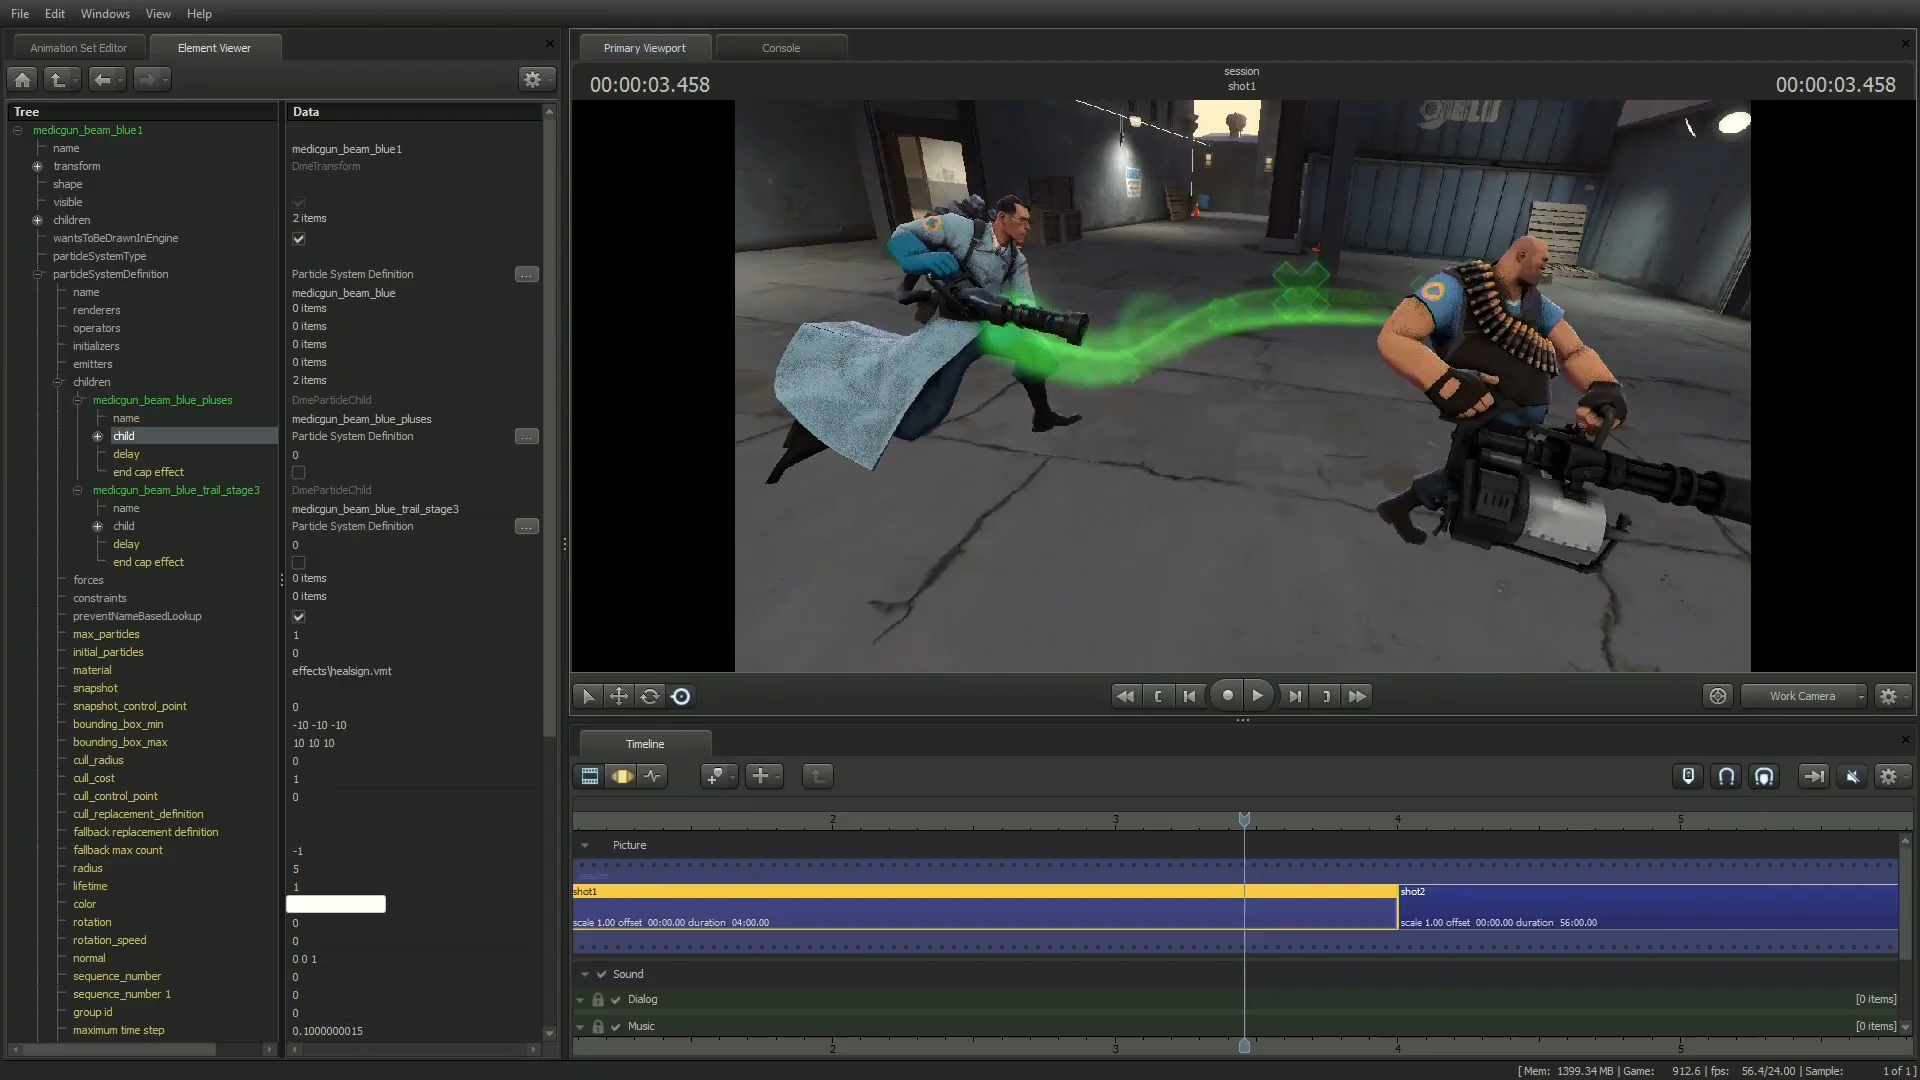 File Edit Windows View Help
Animation Set Editor Element Viewer
Primary Viewport Console
00:00:03.458 session 00:00:03.458
shot1
Tree Data
medicgun_beam_blue1
name medicgun_beam_blue1
transform DmeTransform
shape
visible
children 2 items
wantsToBeDrawnInEngine
particleSystemType
particleSystemDefinition Particle System Definition ...
name medicgun_beam_blue
renderers 0 items
operators 0 items
initializers 0 items
emitters 0 items
children 2 items
medicgun_beam_blue_pluses DmeParticleChild
name medicgun_beam_blue_pluses
child Particle System Definition ...
delay 0
end cap effect
medicgun_beam_blue_trail_stage3 DmeParticleChild
name medicgun_beam_blue_trail_stage3
child Particle System Definition ...
delay 0
end cap effect
forces 0 items
constraints 0 items
preventNameBasedLookup
max_particles 1
initial_particles 0
material effects\healsign.vmt
snapshot
snapshot_control_point 0
bounding_box_min -10 -10 -10
bounding_box_max 10 10 10
cull_radius 0
cull_cost 1
cull_control_point 0
cull_replacement_definition
fallback replacement definition
fallback max count -1
radius 5
lifetime 1
color
rotation 0
rotation_speed 0
normal 0 0 1
sequence_number 0
sequence_number 1 0
group id 0
maximum time step 0.1000000015
Work Camera
Timeline
2 3 4 5
Picture
session
shot1 shot2
scale 1.00 offset 00:00.00 duration 04:00.00 scale 1.00 offset 00:00.00 duration 56:00.00
Sound
Dialog [0 items]
Music [0 items]
2 3 4 5
[ Mem: 1399.34 MB | Game: 912.6 | fps: 56.4/24.00 | Sample: 1 of 1 ]